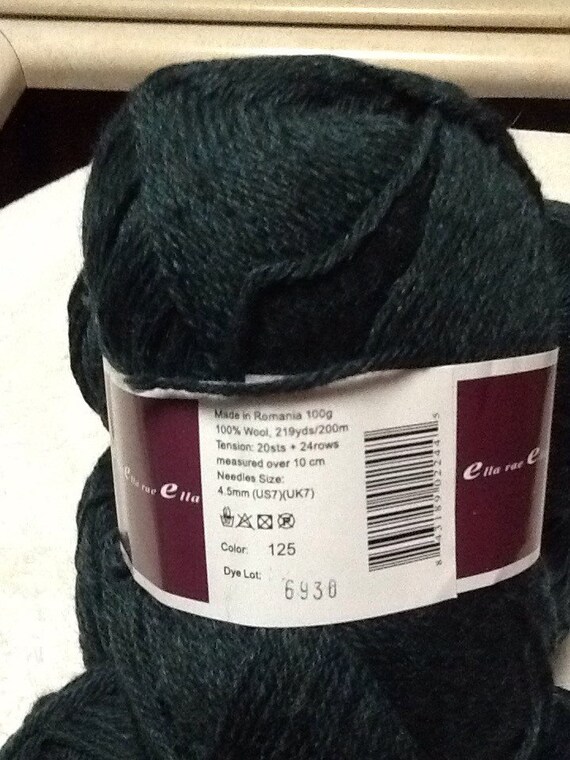 Made in Romania 100g
100% Wool, 219yds/200m
Tension: 20sts + 24rows
measured over 10 cm
Needles Size:
4.5mm (US7)(UK7)
Color: 125
Dye Lot: 6930
ella rae ella
ella rae e